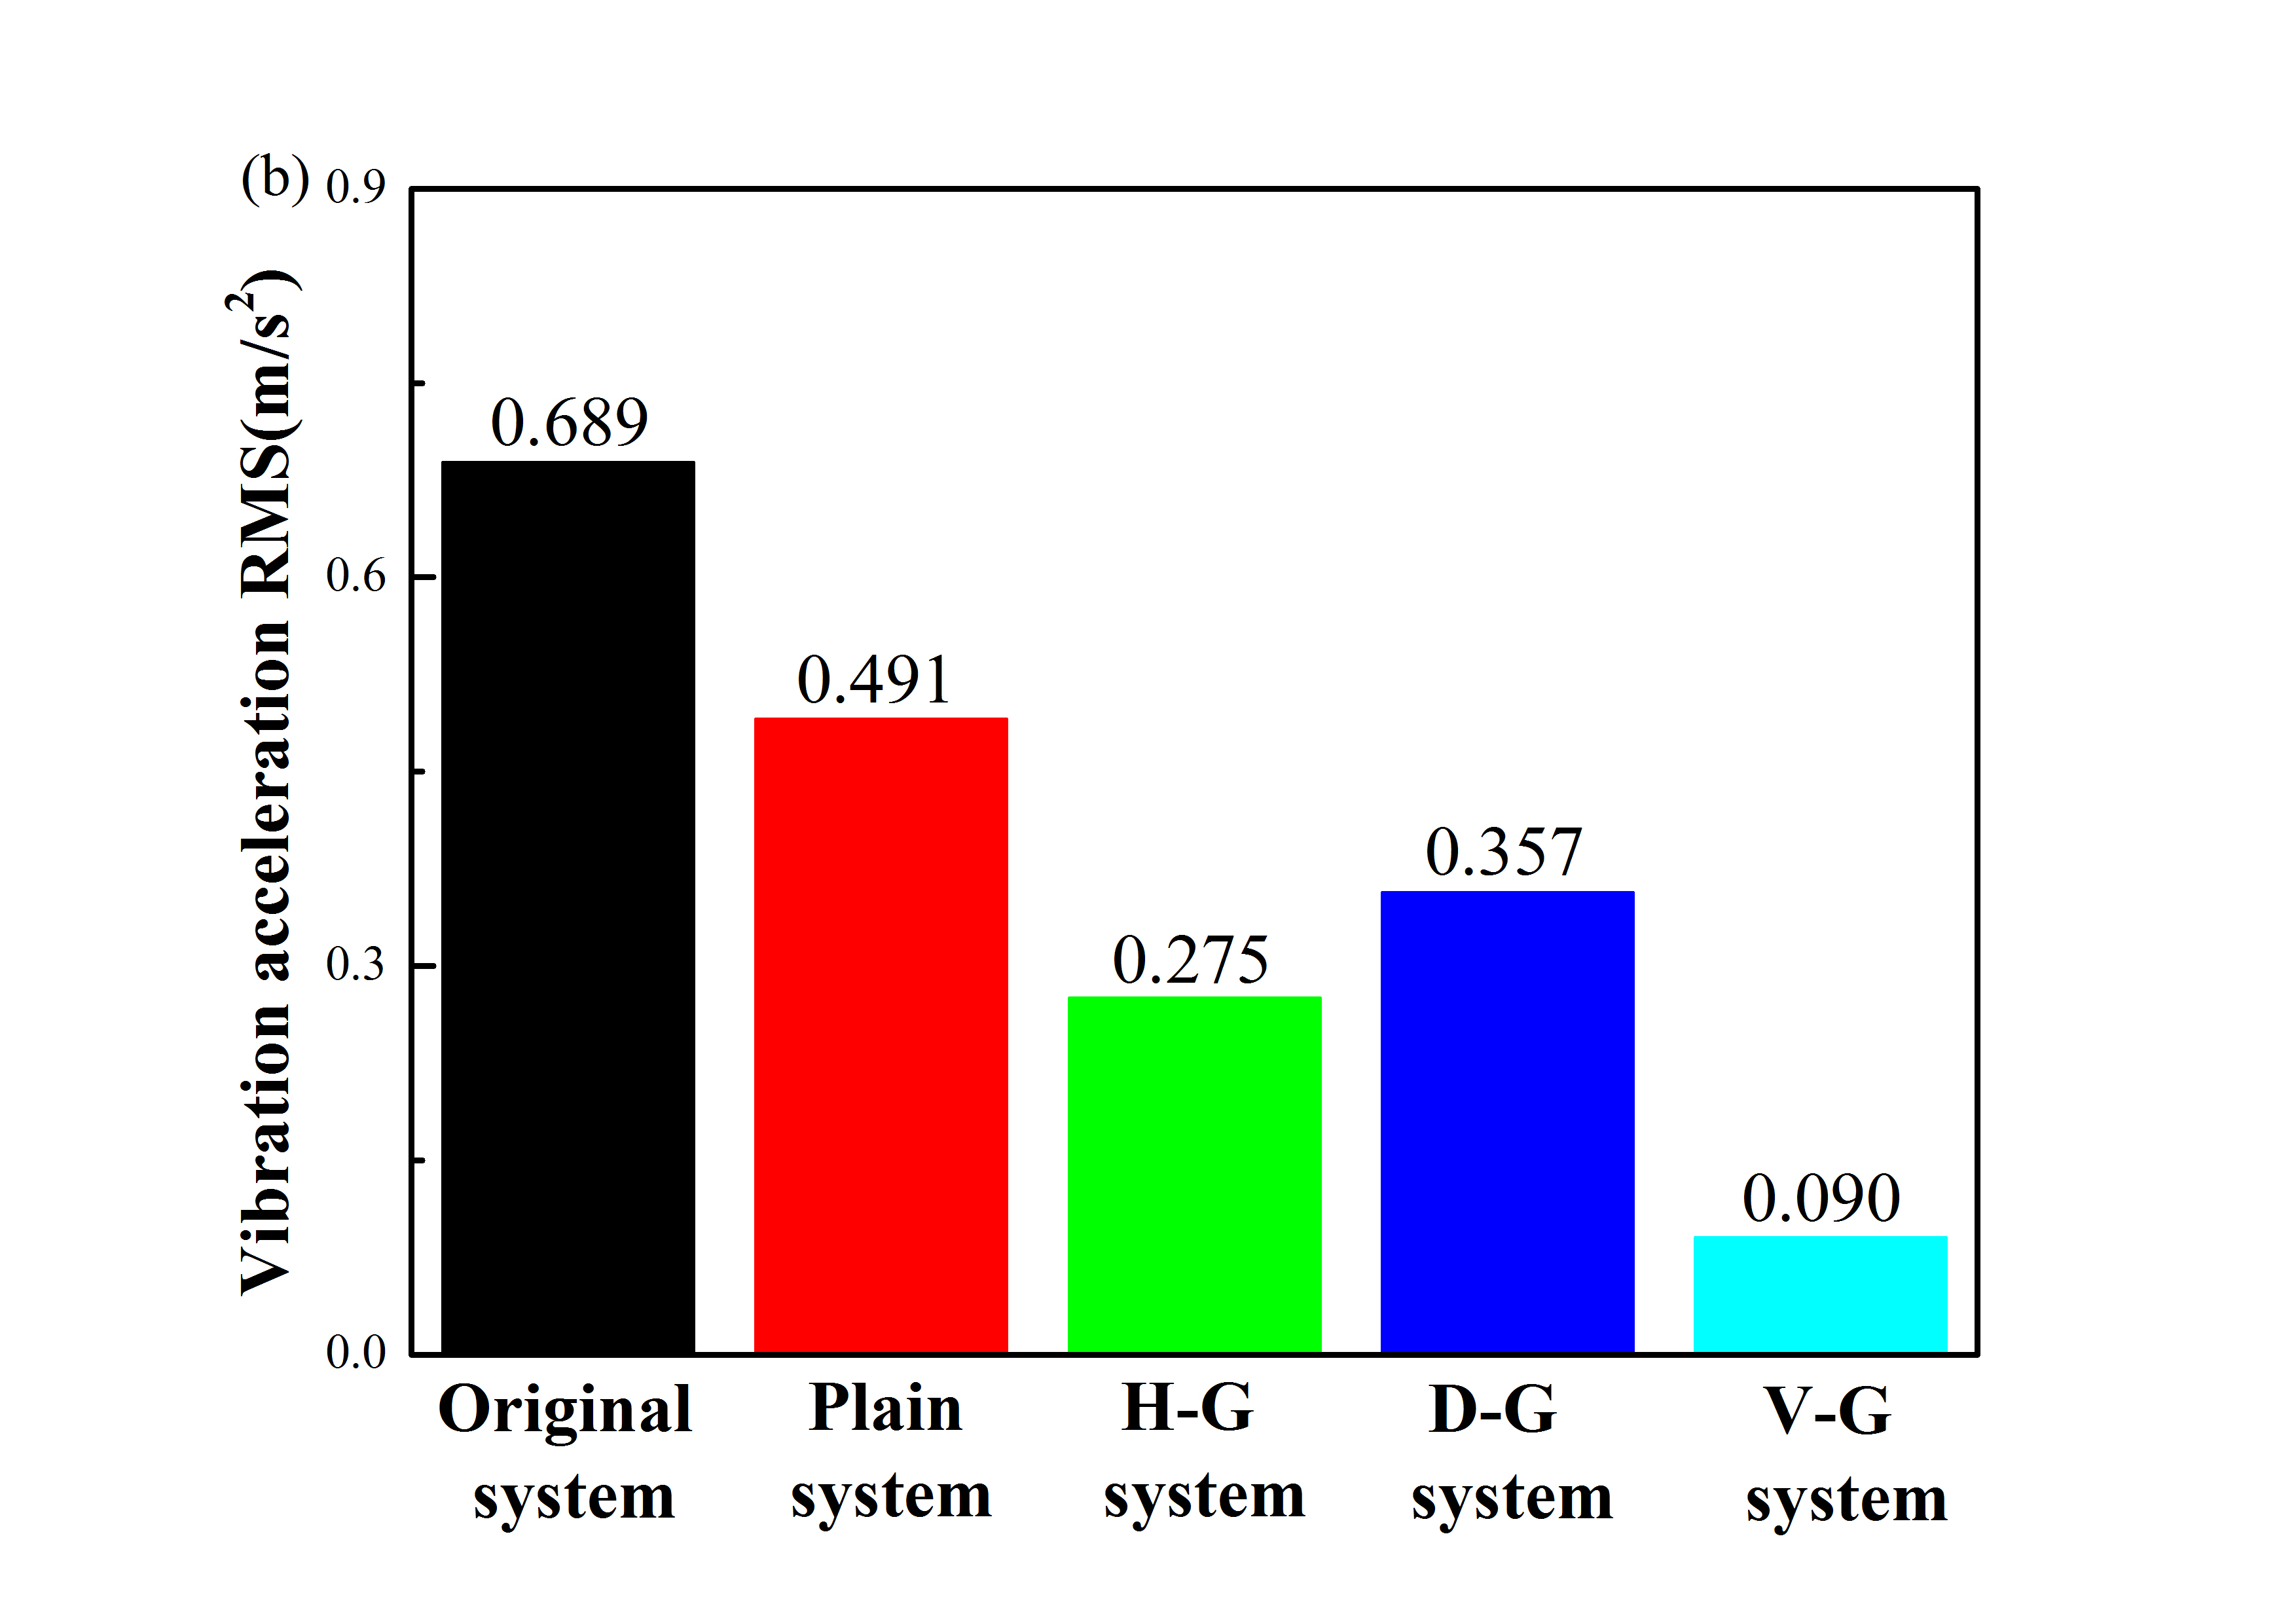 (b)
0.9
0.6
0.3
0.0
Vibration acceleration RMS(m/s²)
0.689
0.491
0.275
0.357
0.090
Original system
Plain system
H-G system
D-G system
V-G system